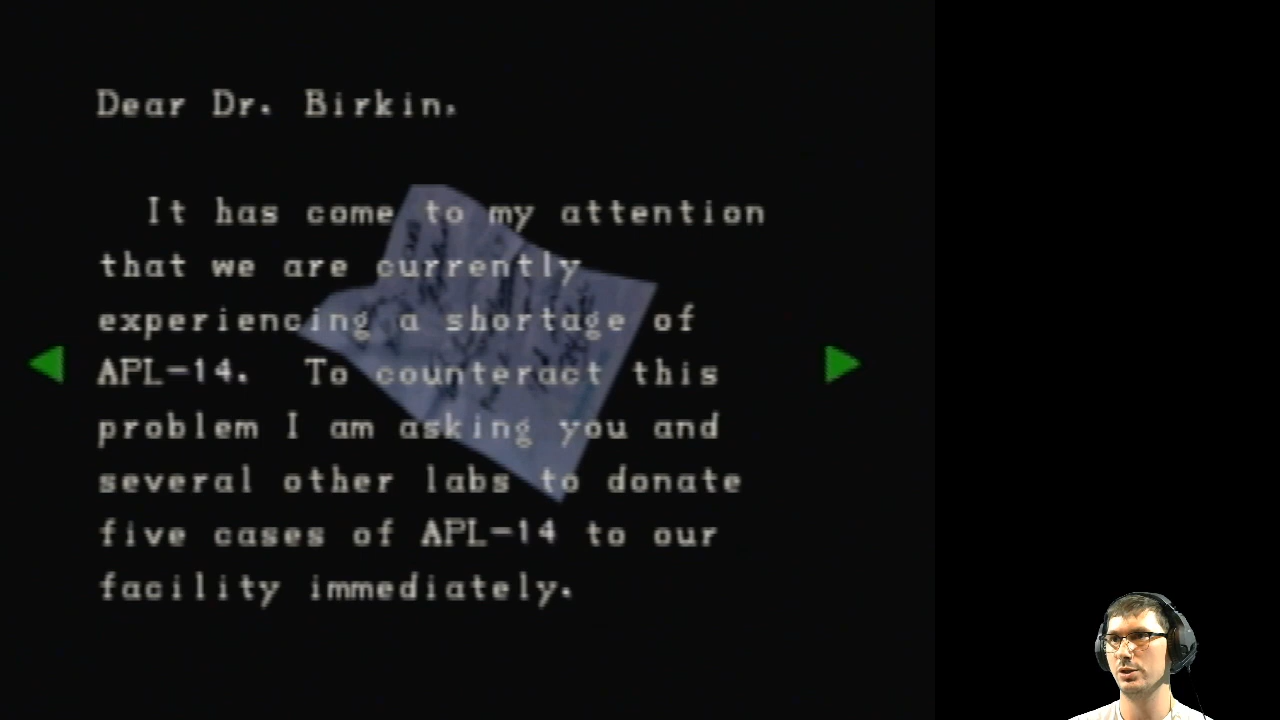 Dear Dr. Birkin,
It has come to my attention
that we are currently
experiencing a shortage of
APL-14. To counteract this
problem I am asking you and
several other labs to donate
five cases of APL-14 to our
facility immediately.